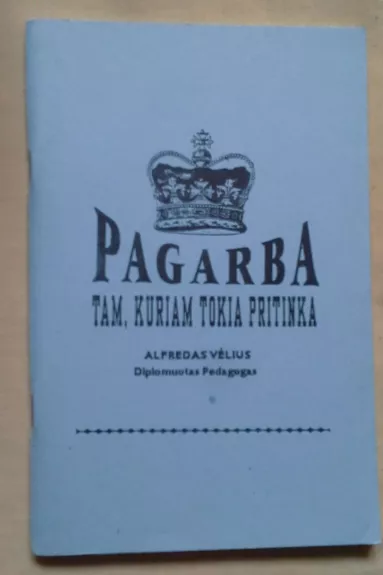 PAGARBA
TAM, KURIAM TOKIA PRITINKA
ALFREDAS VĖLIUS
Diplomuotas Pedagogas